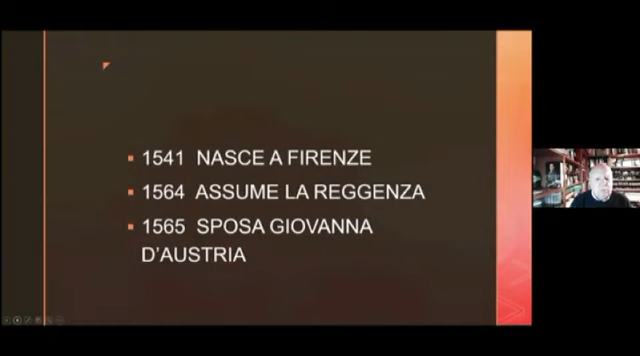 1541 NASCE A FIRENZE
1564 ASSUME LA REGGENZA
1565 SPOSA GIOVANNA
D'AUSTRIA